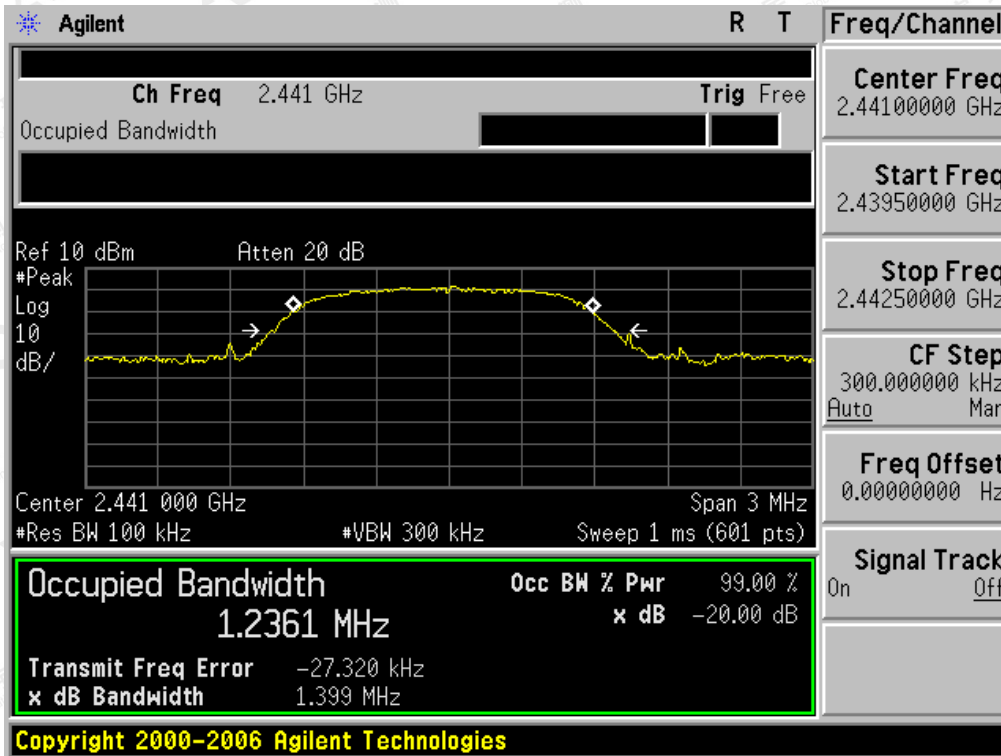 Agilent R T
Ch Freq 2.441 GHz Trig Free
Occupied Bandwidth
Ref 10 dBm Atten 20 dB
#Peak
Log
10
dB/
Center 2.441 000 GHz Span 3 MHz
#Res BW 100 kHz #VBW 300 kHz Sweep 1 ms (601 pts)
Occupied Bandwidth
1.2361 MHz
Occ BW % Pwr 99.00 %
x dB -20.00 dB
Transmit Freq Error -27.320 kHz
x dB Bandwidth 1.399 MHz
Copyright 2000-2006 Agilent Technologies
Freq/Channel
Center Freq
2.44100000 GHz
Start Freq
2.43950000 GHz
Stop Freq
2.44250000 GHz
CF Step
300.000000 kHz
Auto Man
Freq Offset
0.00000000 Hz
Signal Track
On Off